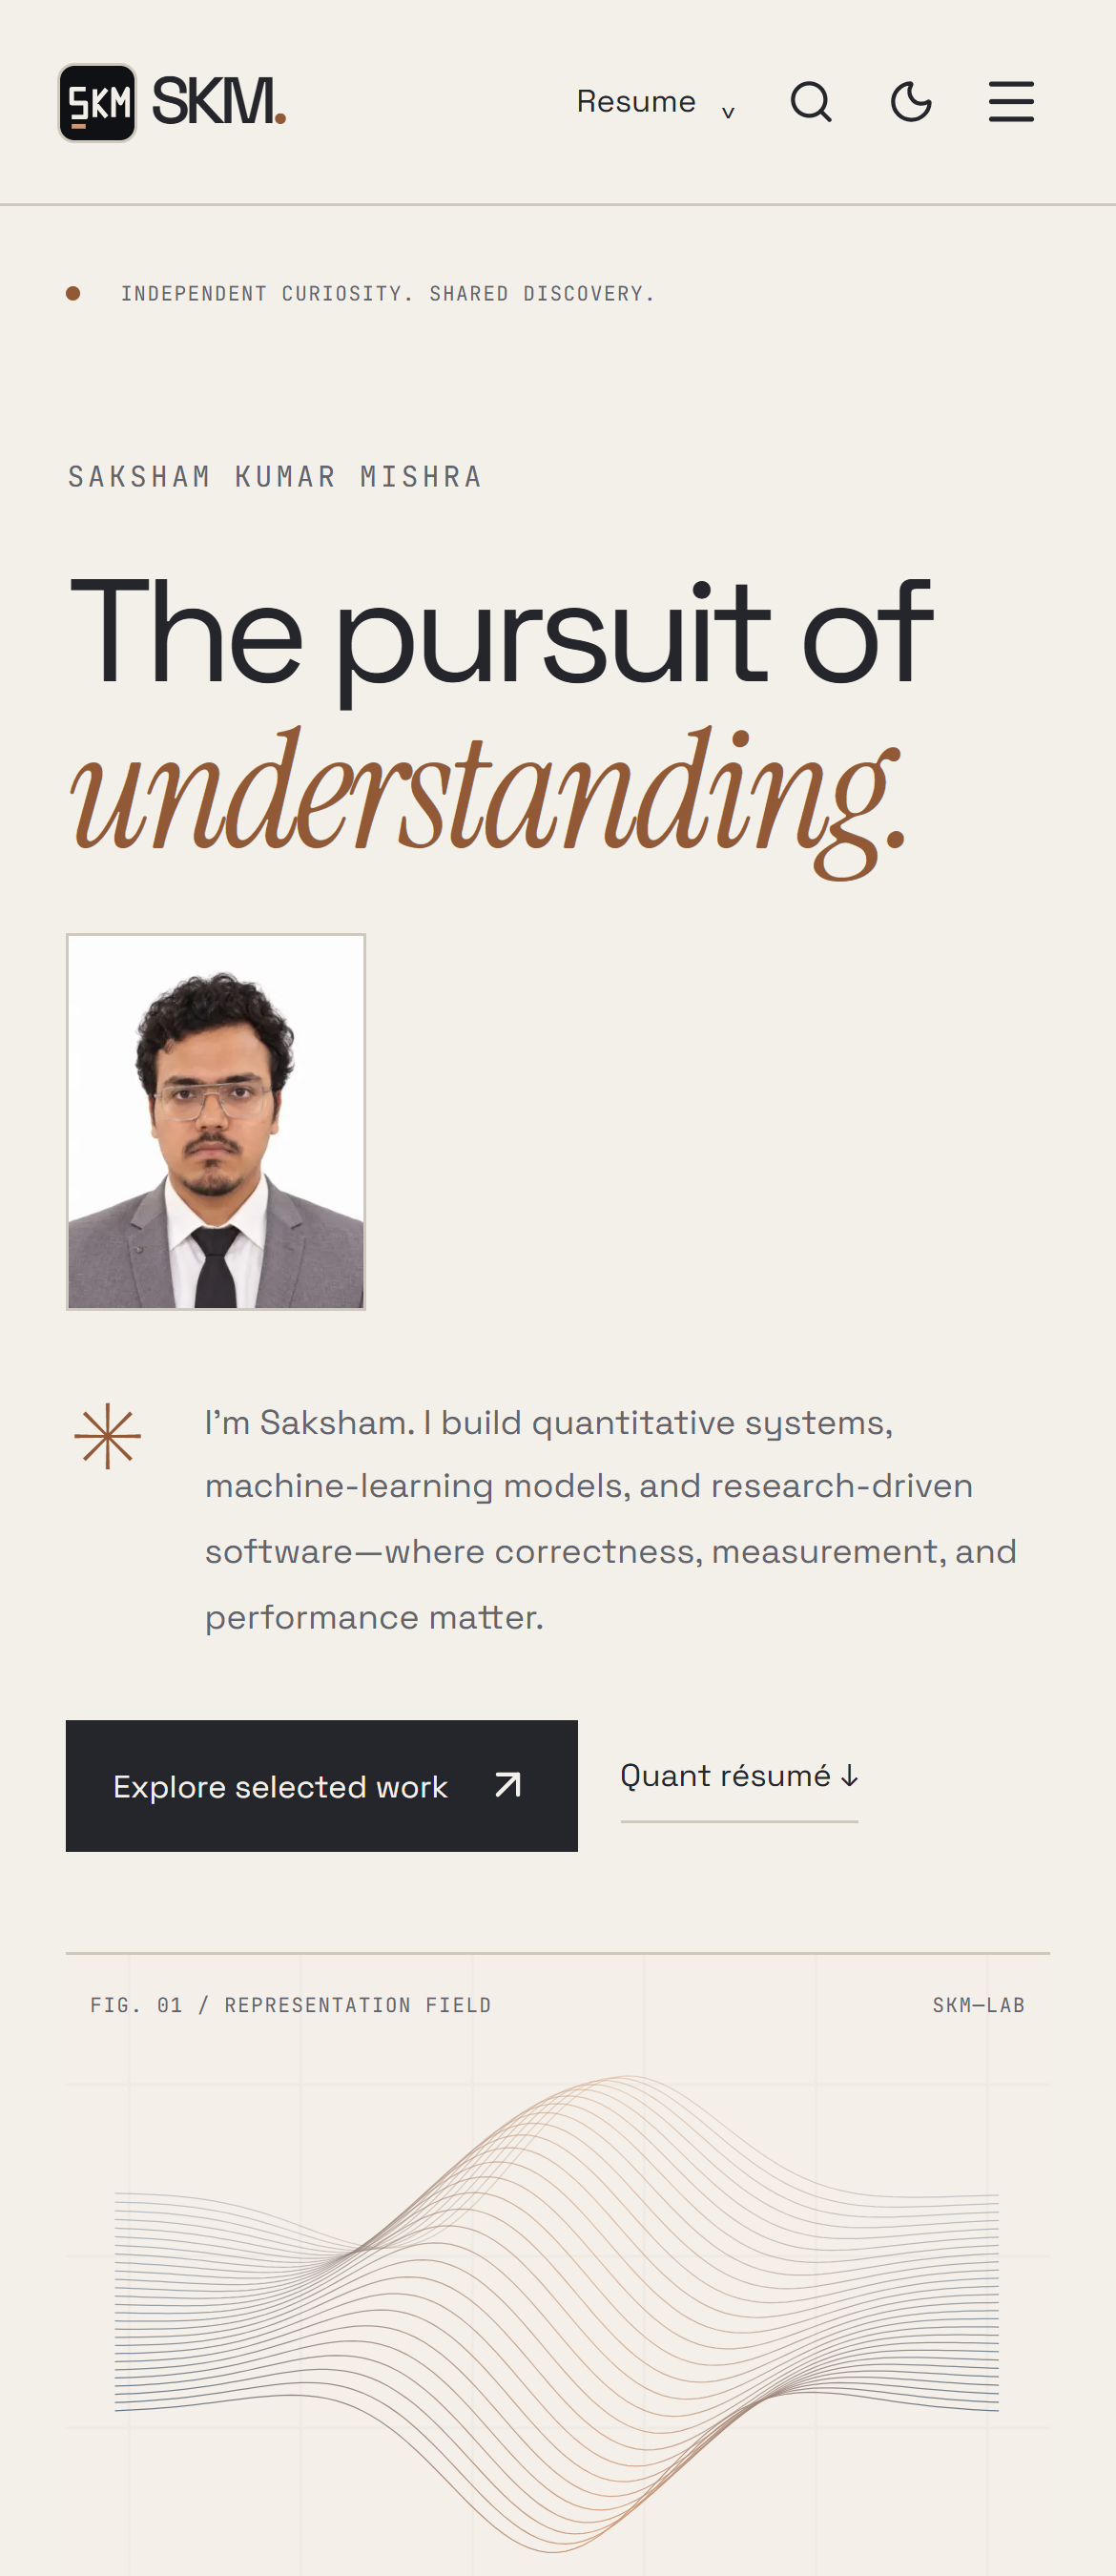 SKM SKM.
Resume v
INDEPENDENT CURIOSITY. SHARED DISCOVERY.
SAKSHAM KUMAR MISHRA
The pursuit of
understanding.
I’m Saksham. I build quantitative systems,
machine-learning models, and research-driven
software—where correctness, measurement, and
performance matter.
Explore selected work
Quant résumé ↓
FIG. 01 / REPRESENTATION FIELD
SKM—LAB